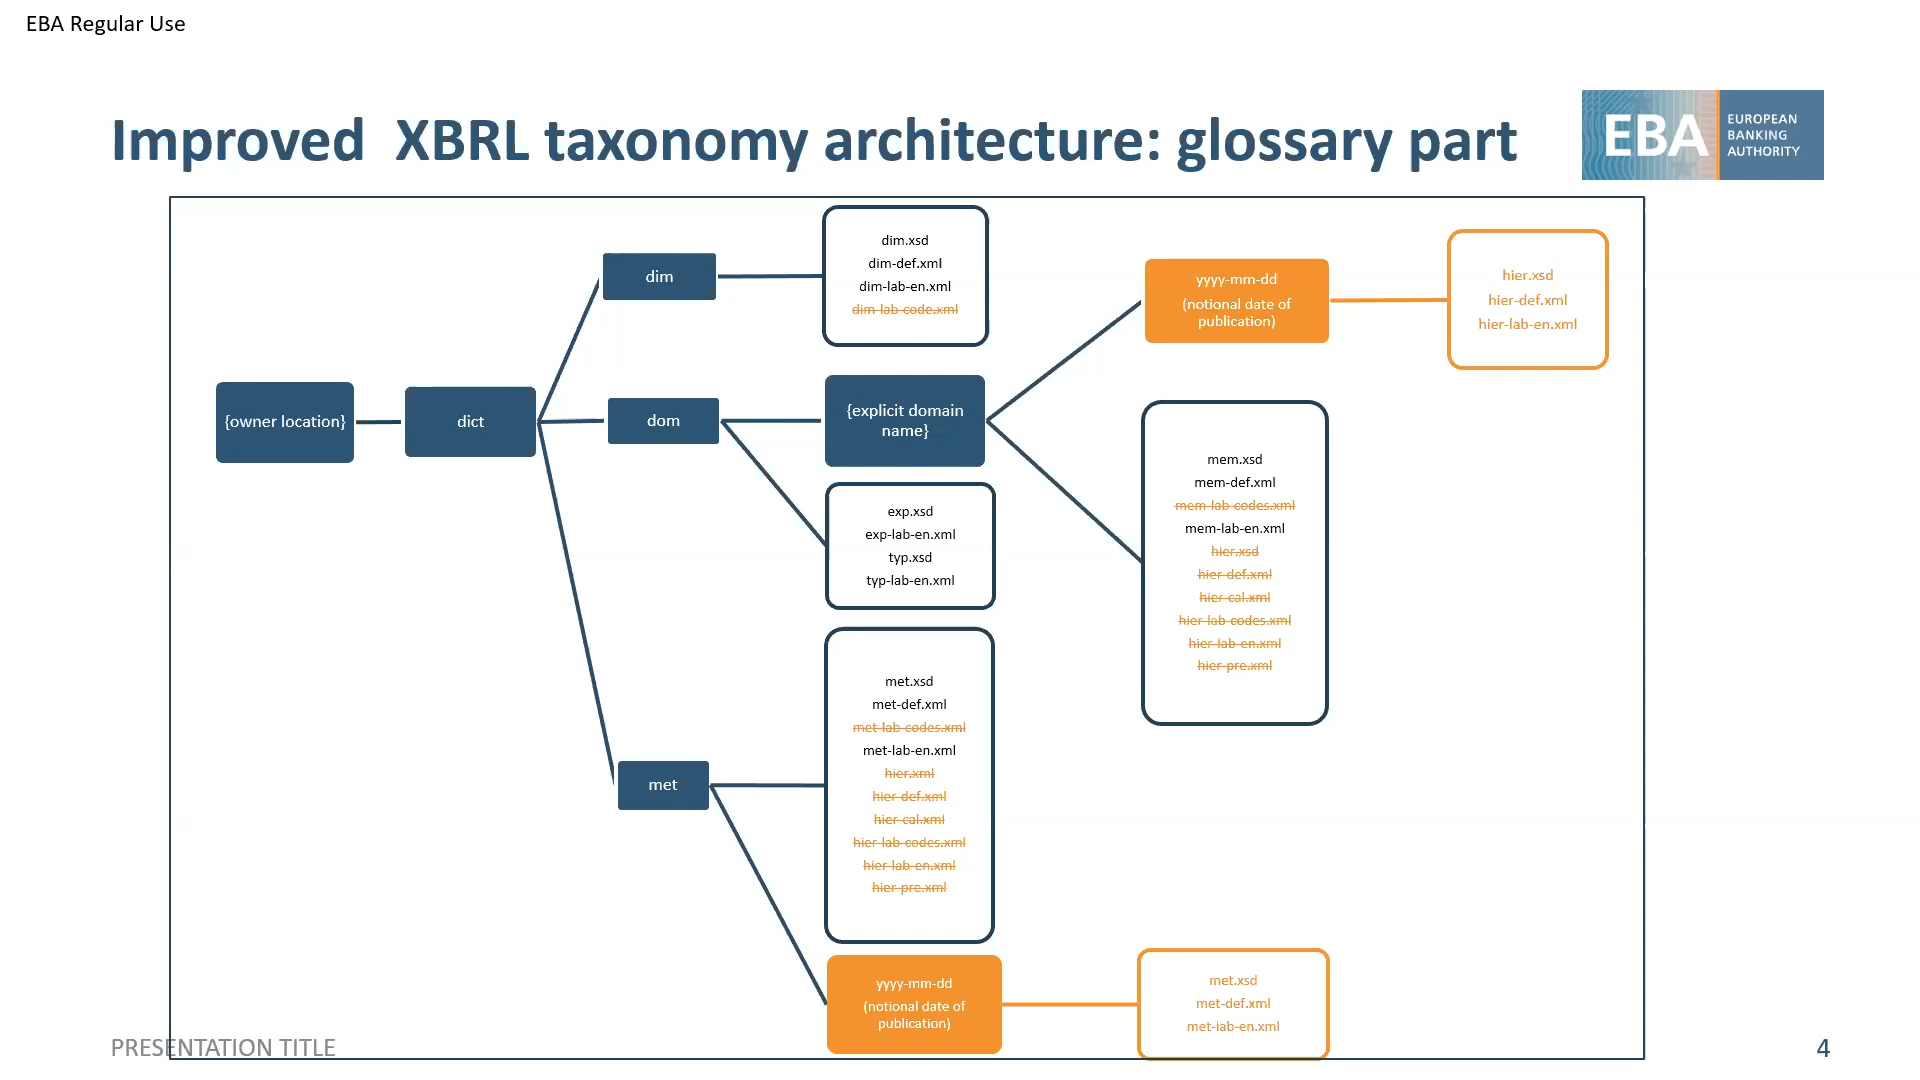 EBA Regular Use
Improved XBRL taxonomy architecture: glossary part
EBA
EUROPEAN
BANKING
AUTHORITY
{owner location}
dict
dim
dim.xsd
dim-def.xml
dim-lab-en.xml
dim-lab-code.xml
dom
{explicit domain
name}
exp.xsd
exp-lab-en.xml
typ.xsd
typ-lab-en.xml
yyyy-mm-dd
(notional date of
publication)
hier.xsd
hier-def.xml
hier-lab-en.xml
mem.xsd
mem-def.xml
mem-lab-codes.xml
mem-lab-en.xml
hier.xsd
hier-def.xml
hier-cal.xml
hier-lab-codes.xml
hier-lab-en.xml
hier-pre.xml
met
met.xsd
met-def.xml
met-lab-codes.xml
met-lab-en.xml
hier.xml
hier-def.xml
hier-cal.xml
hier-lab-codes.xml
hier-lab-en.xml
hier-pre.xml
yyyy-mm-dd
(notional date of
publication)
met.xsd
met-def.xml
met-lab-en.xml
PRESENTATION TITLE
4